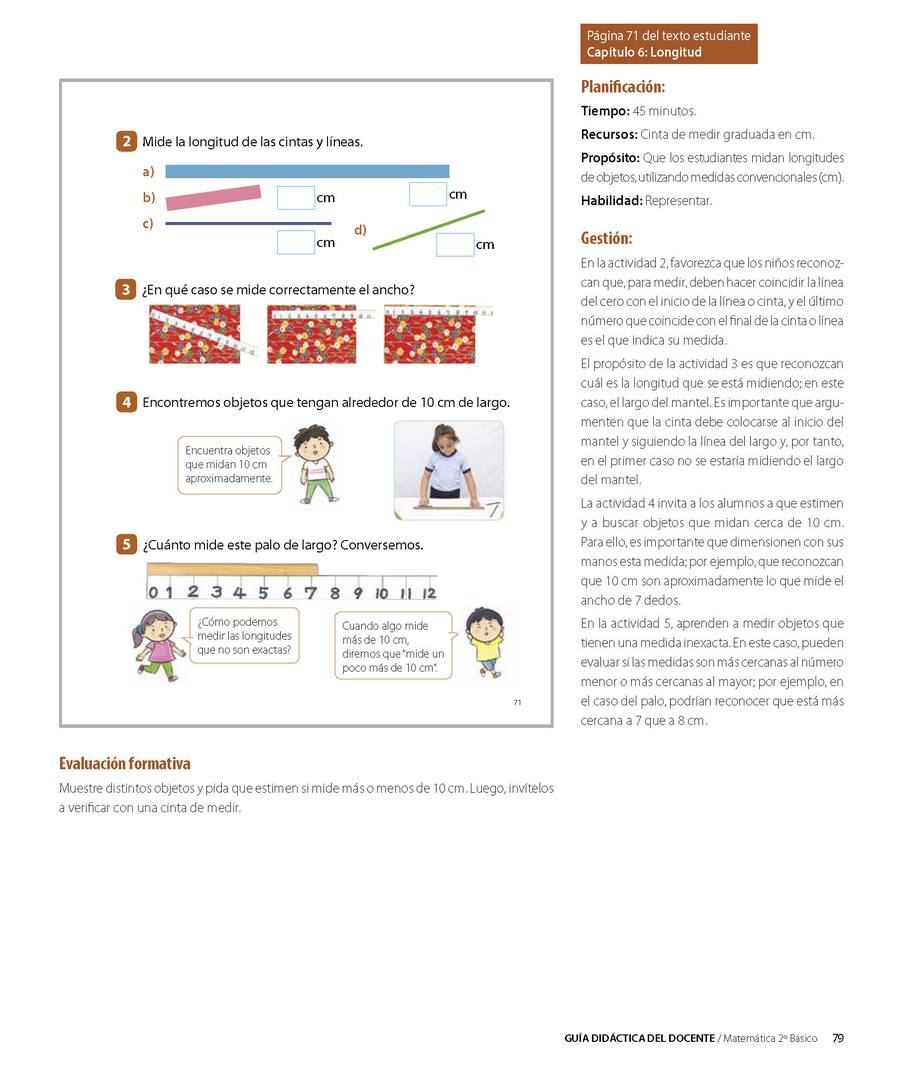 Página 71 del texto estudiante
Capítulo 6: Longitud
2 Mide la longitud de las cintas y líneas.
a)
cm
b)
cm
c)
cm
d)
cm
3 ¿En qué caso se mide correctamente el ancho?
4 Encontremos objetos que tengan alrededor de 10 cm de largo.
Encuentra objetos
que midan 10 cm
aproximadamente.
5 ¿Cuánto mide este palo de largo? Conversemos.
0 1 2 3 4 5 6 7 8 9 10 11 12
¿Cómo podemos
medir las longitudes
que no son exactas?
Cuando algo mide
más de 10 cm,
diremos que “mide un
poco más de 10 cm”.
71
Planificación:
Tiempo: 45 minutos.
Recursos: Cinta de medir graduada en cm.
Propósito: Que los estudiantes midan longitudes
de objetos, utilizando medidas convencionales (cm).
Habilidad: Representar.
Gestión:
En la actividad 2, favorezca que los niños reconoz-
can que, para medir, deben hacer coincidir la línea
del cero con el inicio de la línea o cinta, y el último
número que coincide con el final de la cinta o línea
es el que indica su medida.
El propósito de la actividad 3 es que reconozcan
cuál es la longitud que se está midiendo; en este
caso, el largo del mantel. Es importante que argu-
menten que la cinta debe colocarse al inicio del
mantel y siguiendo la línea del largo y, por tanto,
en el primer caso no se estaría midiendo el largo
del mantel.
La actividad 4 invita a los alumnos a que estimen
y a buscar objetos que midan cerca de 10 cm.
Para ello, es importante que dimensionen con sus
manos esta medida; por ejemplo, que reconozcan
que 10 cm son aproximadamente lo que mide el
ancho de 7 dedos.
En la actividad 5, aprenden a medir objetos que
tienen una medida inexacta. En este caso, pueden
evaluar si las medidas son más cercanas al número
menor o más cercanas al mayor; por ejemplo, en
el caso del palo, podrían reconocer que está más
cercana a 7 que a 8 cm.
Evaluación formativa
Muestre distintos objetos y pida que estimen si mide más o menos de 10 cm. Luego, invítelos
a verificar con una cinta de medir.
GUÍA DIDÁCTICA DEL DOCENTE / Matemática 2º Básico 79